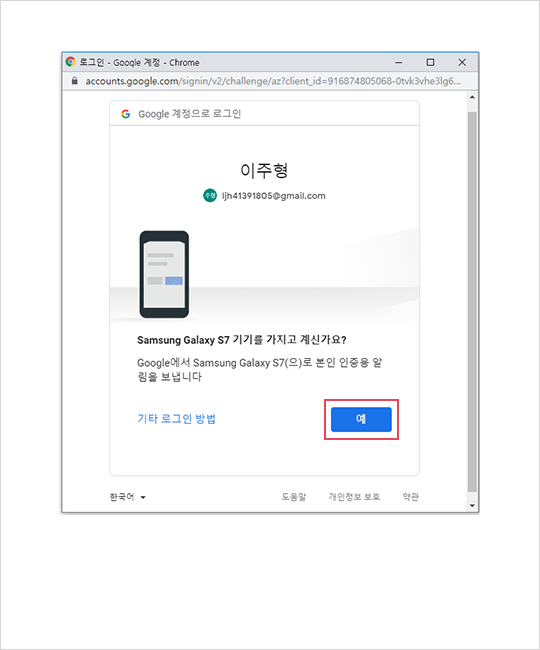 로그인 - Google 계정 - Chrome
accounts.google.com/signin/v2/challenge/az?client_id=916874805068-0tvk3vhe3lg6...
Google 계정으로 로그인
이주형
주형 ljh41391805@gmail.com
Samsung Galaxy S7 기기를 가지고 계신가요?
Google에서 Samsung Galaxy S7(으)로 본인 인증용 알
림을 보냅니다
기타 로그인 방법 예
한국어 도움말 개인정보 보호 약관